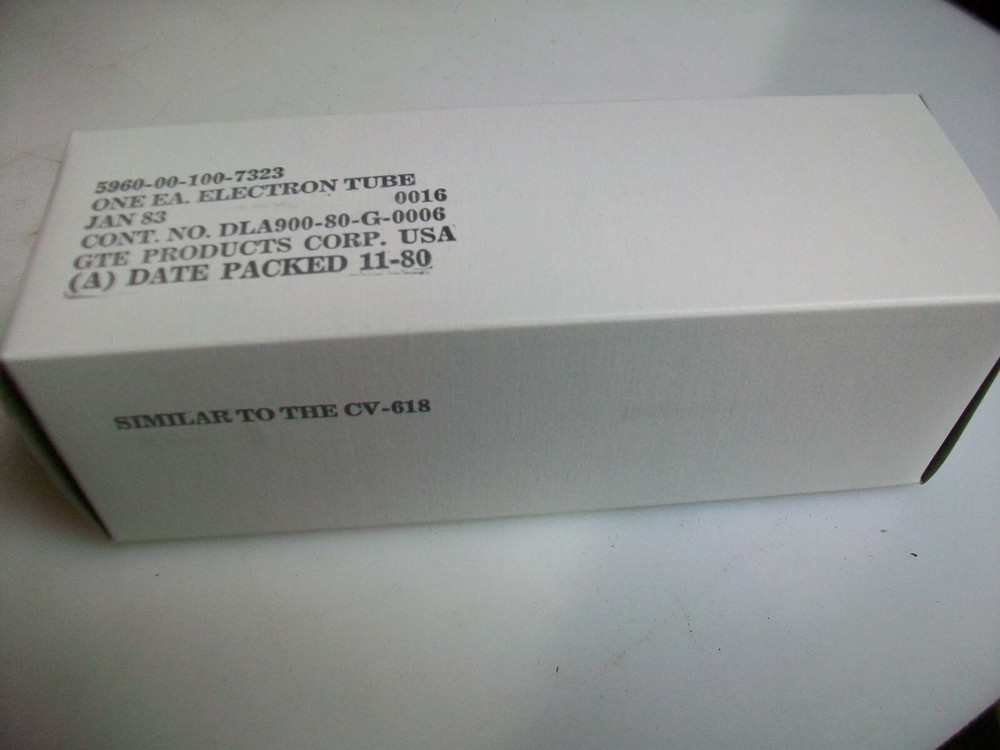 5960-00-100-7323
ONE EA. ELECTRON TUBE
JAN 83 0016
CONT. NO. DLA900-80-G-0006
GTE PRODUCTS CORP. USA
(A) DATE PACKED 11-80
SIMILAR TO THE CV-618